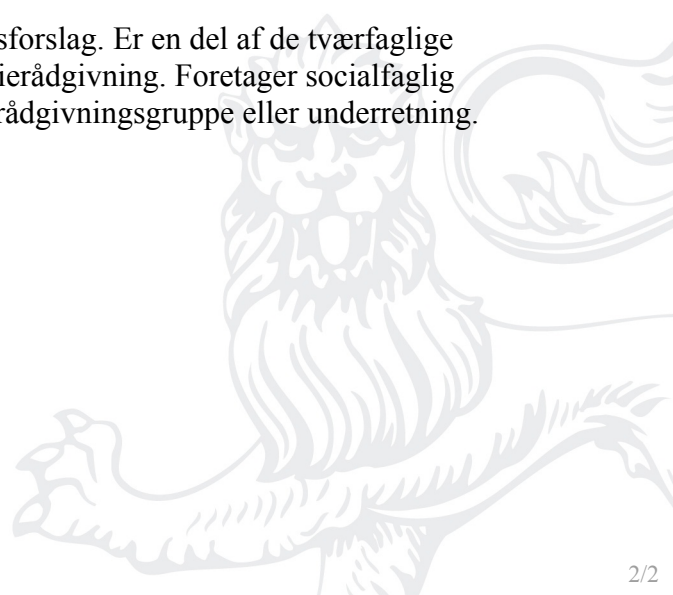 sforslag. Er en del af de tværfaglige
ierådgivning. Foretager socialfaglig
rådgivningsgruppe eller underretning.
2/2